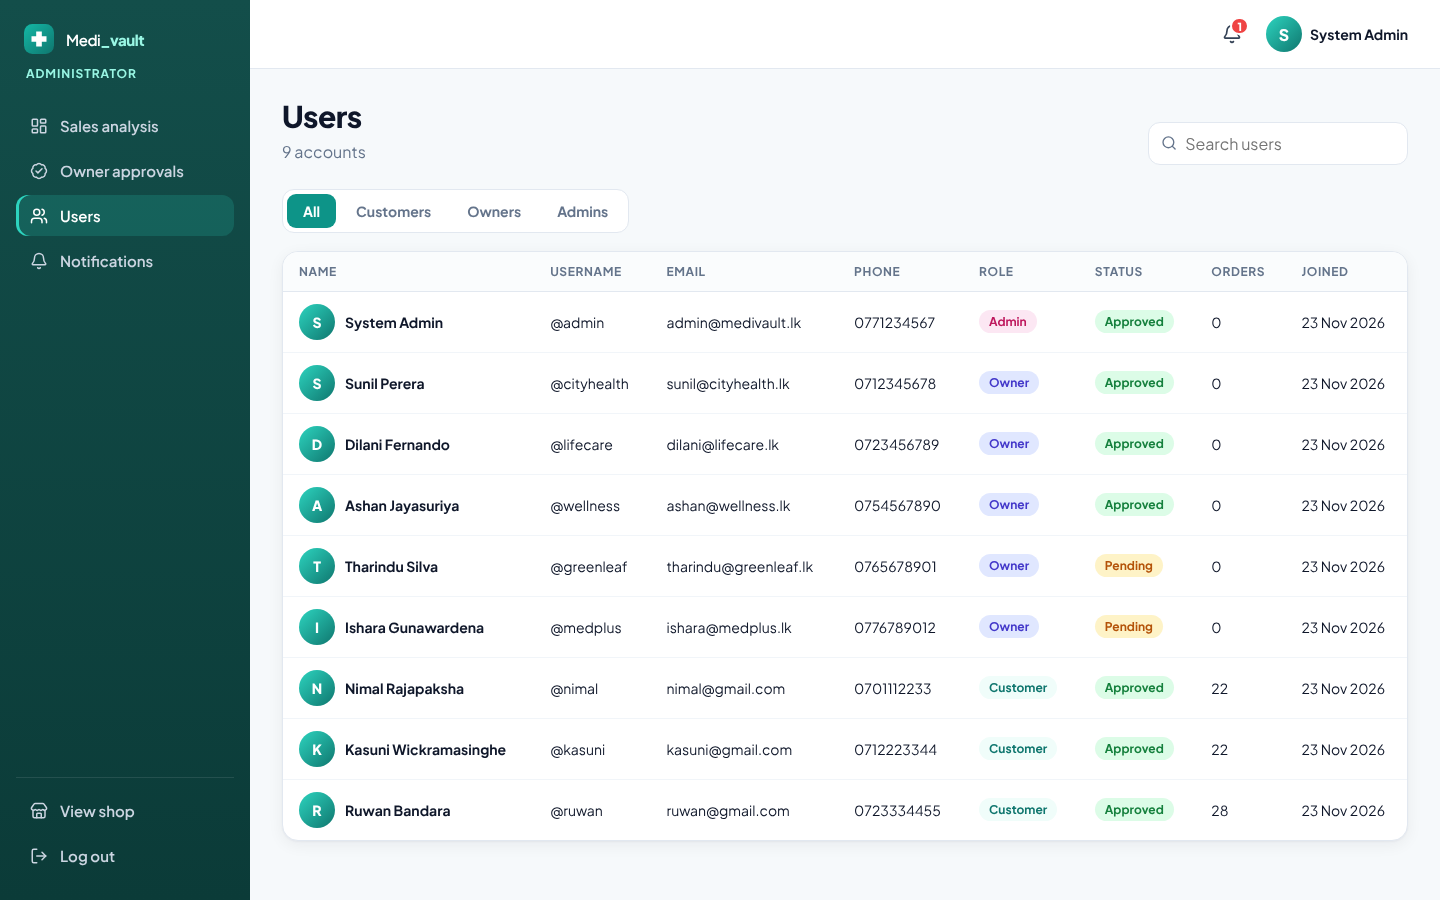 Medi_vault
ADMINISTRATOR
Sales analysis
Owner approvals
Users
Notifications
View shop
Log out
1
S System Admin
Users
9 accounts
Search users
All Customers Owners Admins
NAME USERNAME EMAIL PHONE ROLE STATUS ORDERS JOINED
S System Admin @admin admin@medivault.lk 0771234567 Admin Approved 0 23 Nov 2026
S Sunil Perera @cityhealth sunil@cityhealth.lk 0712345678 Owner Approved 0 23 Nov 2026
D Dilani Fernando @lifecare dilani@lifecare.lk 0723456789 Owner Approved 0 23 Nov 2026
A Ashan Jayasuriya @wellness ashan@wellness.lk 0754567890 Owner Approved 0 23 Nov 2026
T Tharindu Silva @greenleaf tharindu@greenleaf.lk 0765678901 Owner Pending 0 23 Nov 2026
I Ishara Gunawardena @medplus ishara@medplus.lk 0776789012 Owner Pending 0 23 Nov 2026
N Nimal Rajapaksha @nimal nimal@gmail.com 0701112233 Customer Approved 22 23 Nov 2026
K Kasuni Wickramasinghe @kasuni kasuni@gmail.com 0712223344 Customer Approved 22 23 Nov 2026
R Ruwan Bandara @ruwan ruwan@gmail.com 0723334455 Customer Approved 28 23 Nov 2026